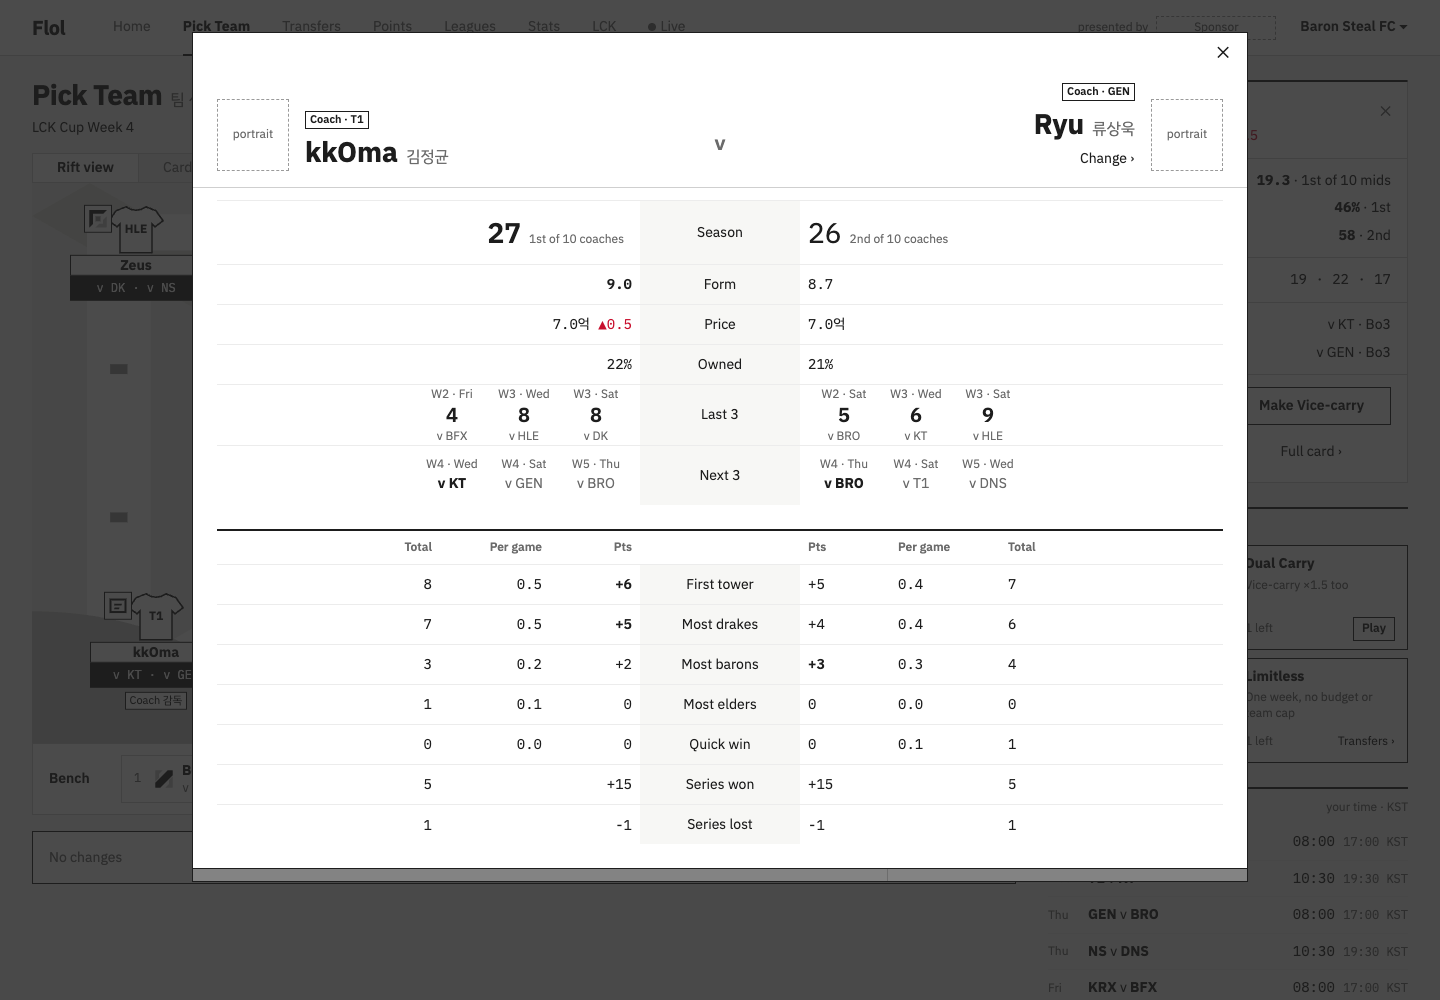 Flol Home Pick Team Transfers Points Leagues Stats LCK Live presented by Sponsor Baron Steal FC
Pick Team 팀
LCK Cup Week 4
Rift view Card
HLE
Zeus
v DK · v NS
T1
kkOma
v KT · v GE
Coach 감독
Bench 1 B
v
No changes
×
portrait
Coach · T1
kkOma 김정균
v
Coach · GEN
Ryu 류상욱
Change ›
portrait
27 1st of 10 coaches Season 26 2nd of 10 coaches
9.0 Form 8.7
7.0억 ▲0.5 Price 7.0억
22% Owned 21%
W2 · Fri W3 · Wed W3 · Sat Last 3 W2 · Sat W3 · Wed W3 · Sat
4 8 8 5 6 9
v BFX v HLE v DK v BRO v KT v HLE
W4 · Wed W4 · Sat W5 · Thu Next 3 W4 · Thu W4 · Sat W5 · Wed
v KT v GEN v BRO v BRO v T1 v DNS
Total Per game Pts Pts Per game Total
8 0.5 +6 First tower +5 0.4 7
7 0.5 +5 Most drakes +4 0.4 6
3 0.2 +2 Most barons +3 0.3 4
1 0.1 0 Most elders 0 0.0 0
0 0.0 0 Quick win 0 0.1 1
5 +15 Series won +15 5
1 -1 Series lost -1 1
×
5
19.3 · 1st of 10 mids
46% · 1st
58 · 2nd
19 · 22 · 17
v KT · Bo3
v GEN · Bo3
Make Vice-carry
Full card ›
Dual Carry
Vice-carry ×1.5 too
1 left Play
Limitless
One week, no budget or
team cap
1 left Transfers ›
your time · KST
08:00 17:00 KST
10:30 19:30 KST
Thu GEN v BRO 08:00 17:00 KST
Thu NS v DNS 10:30 19:30 KST
Fri KRX v BFX 08:00 17:00 KST